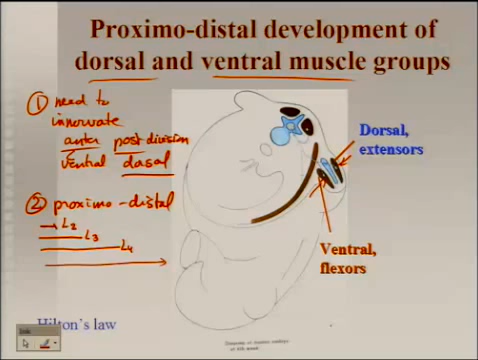 Proximo-distal development of
dorsal and ventral muscle groups
① need to
innervate
anter post division
ventral dorsal
② proximo-distal
L2
L3
L4
Dorsal,
extensors
Ventral,
flexors
Hilton's law